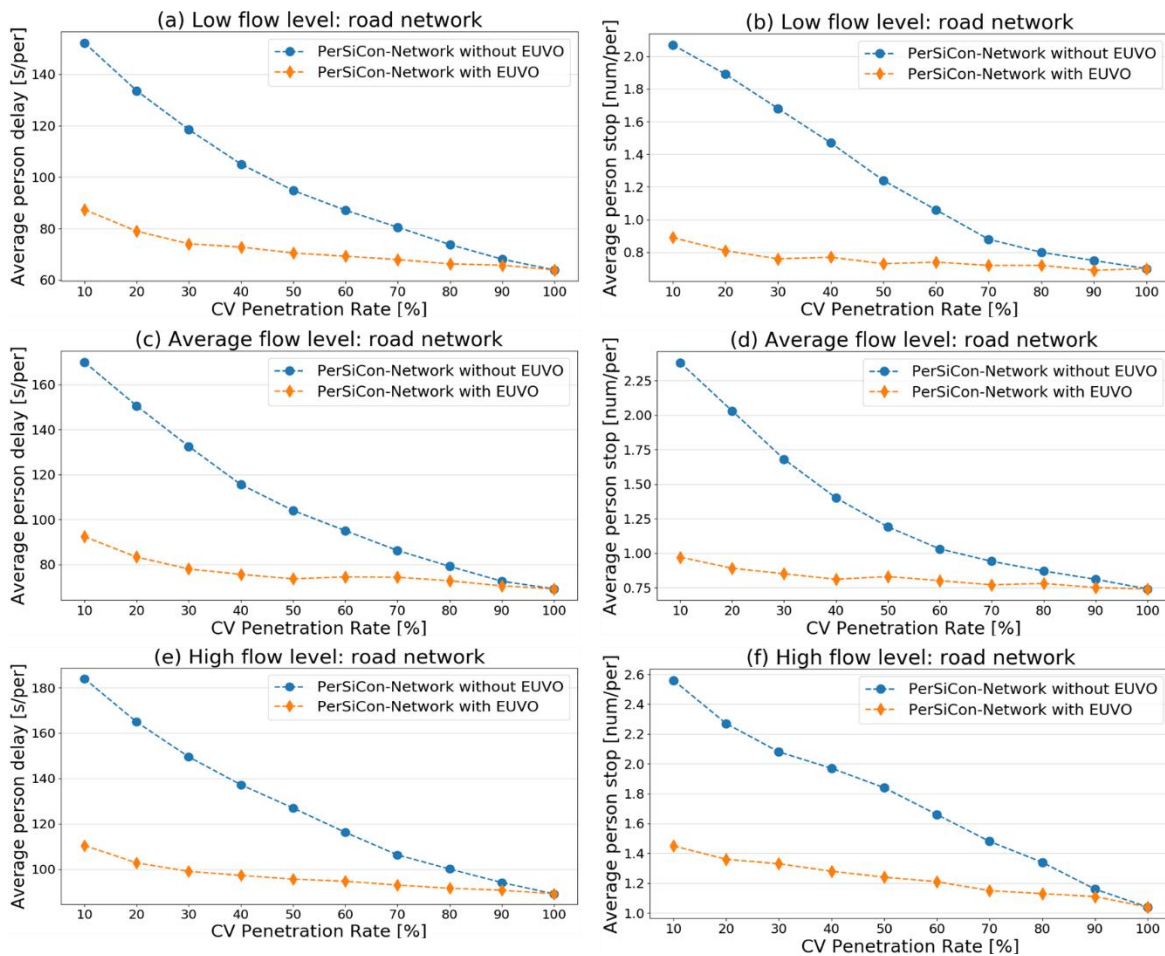 (a) Low flow level: road network
Average person delay [s/per]
140
120
100
80
60
PerSiCon-Network without EUVO
PerSiCon-Network with EUVO
10 20 30 40 50 60 70 80 90 100
CV Penetration Rate [%]
(b) Low flow level: road network
Average person stop [num/per]
2.0
1.8
1.6
1.4
1.2
1.0
0.8
PerSiCon-Network without EUVO
PerSiCon-Network with EUVO
10 20 30 40 50 60 70 80 90 100
CV Penetration Rate [%]
(c) Average flow level: road network
Average person delay [s/per]
160
140
120
100
80
PerSiCon-Network without EUVO
PerSiCon-Network with EUVO
10 20 30 40 50 60 70 80 90 100
CV Penetration Rate [%]
(d) Average flow level: road network
Average person stop [num/per]
2.25
2.00
1.75
1.50
1.25
1.00
0.75
PerSiCon-Network without EUVO
PerSiCon-Network with EUVO
10 20 30 40 50 60 70 80 90 100
CV Penetration Rate [%]
(e) High flow level: road network
Average person delay [s/per]
180
160
140
120
100
PerSiCon-Network without EUVO
PerSiCon-Network with EUVO
10 20 30 40 50 60 70 80 90 100
CV Penetration Rate [%]
(f) High flow level: road network
Average person stop [num/per]
2.6
2.4
2.2
2.0
1.8
1.6
1.4
1.2
1.0
PerSiCon-Network without EUVO
PerSiCon-Network with EUVO
10 20 30 40 50 60 70 80 90 100
CV Penetration Rate [%]